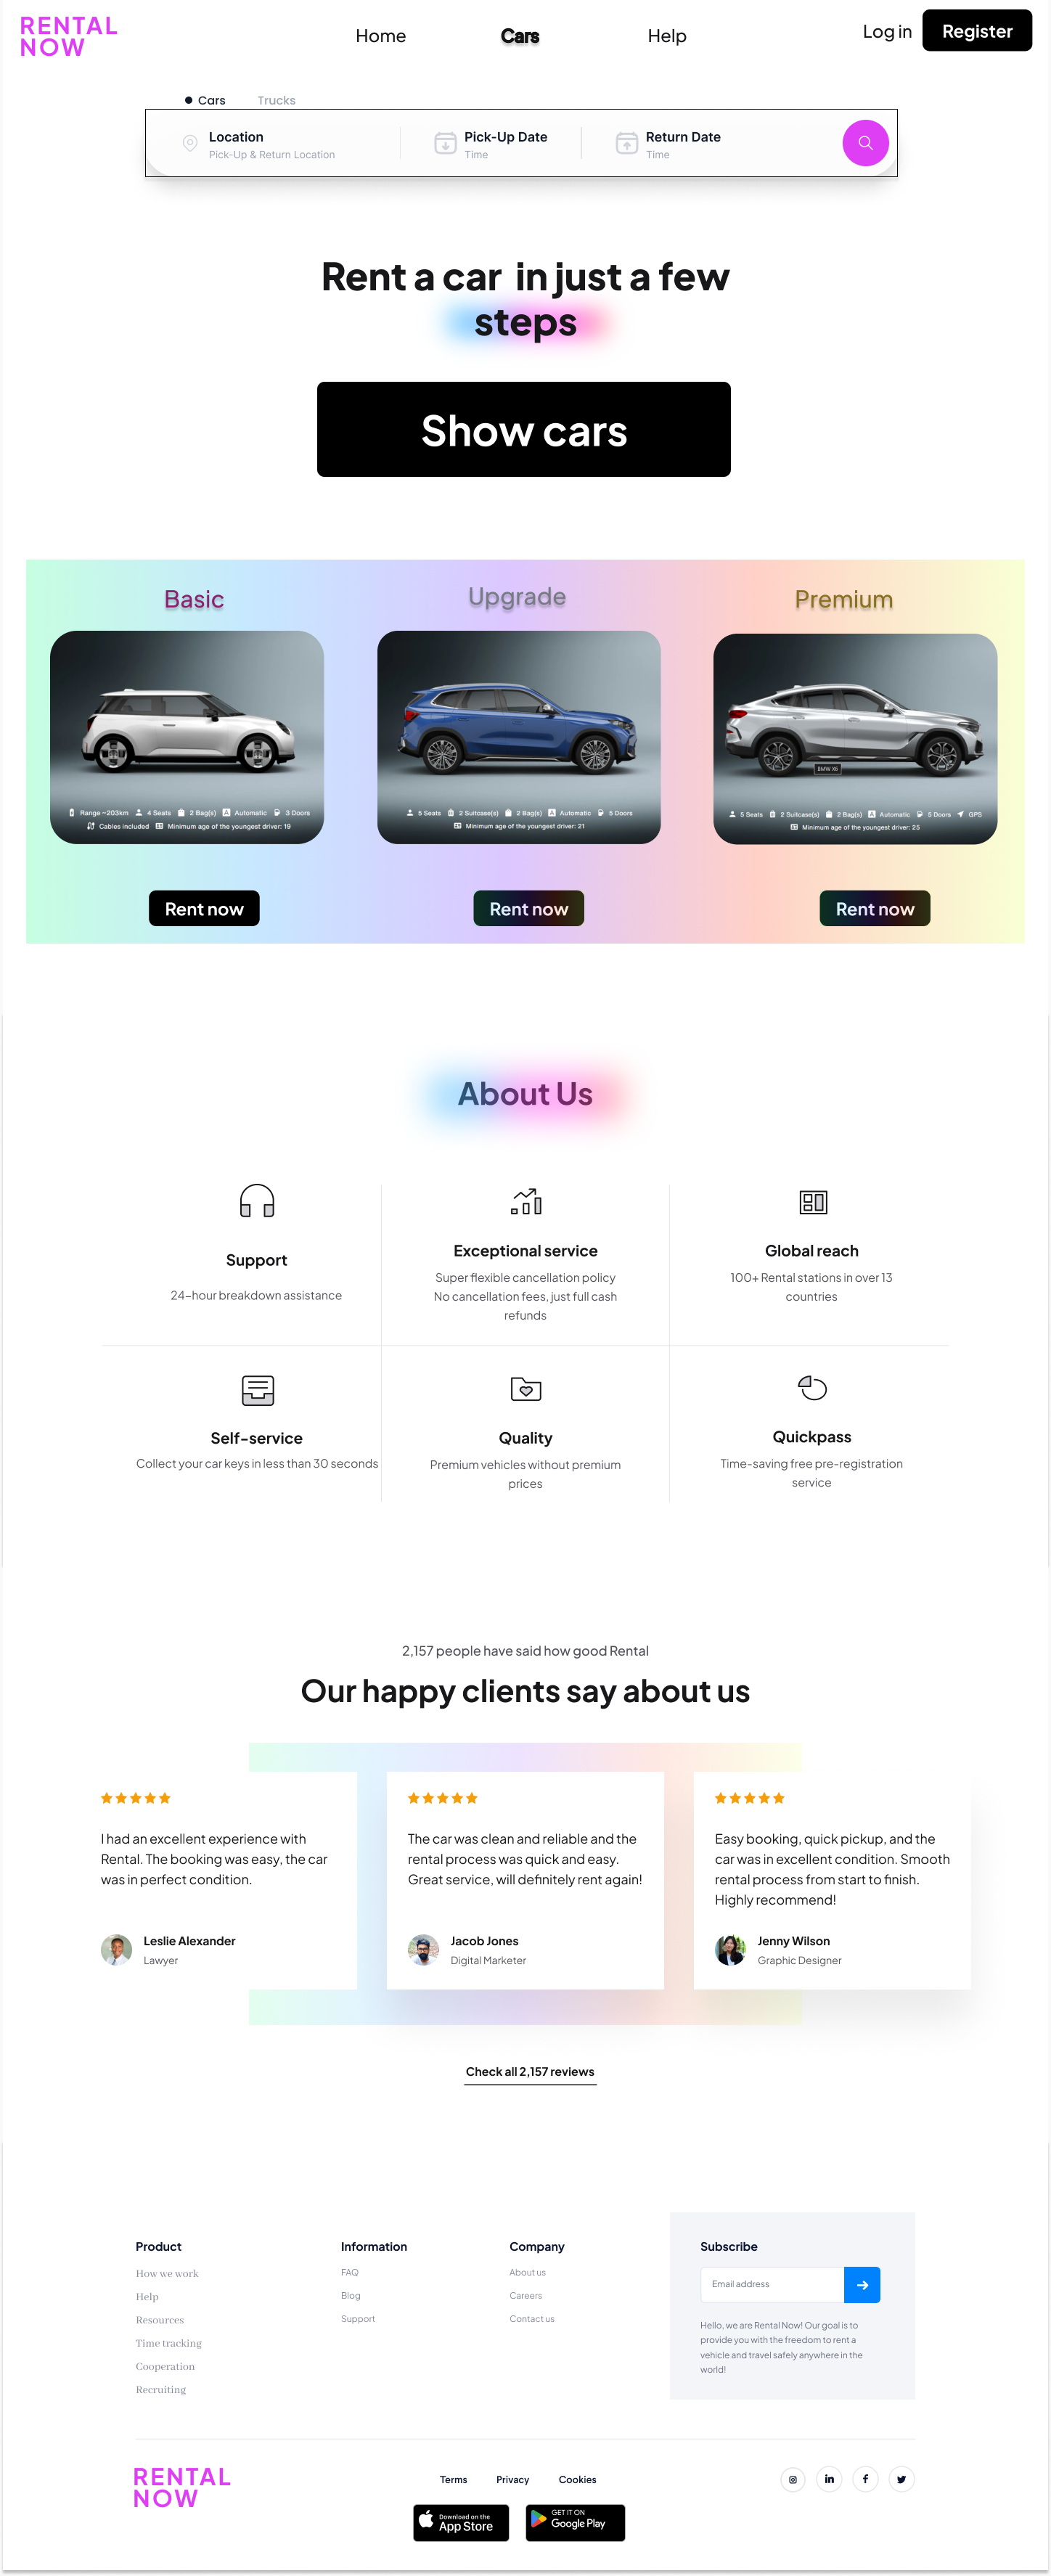 RENTAL
NOW
Home
Cars
Help
Log in
Register
Cars
Trucks
Location
Pick-Up & Return Location
Pick-Up Date
Time
Return Date
Time
Rent a car in just a few
steps
Show cars
Basic
Upgrade
Premium
Range ~203km 4 Seats 2 Bag(s) A Automatic 3 Doors
Cables included Minimum age of the youngest driver: 19
5 Seats 2 Suitcase(s) 2 Bag(s) A Automatic 5 Doors
Minimum age of the youngest driver: 21
BMW X6
5 Seats 2 Suitcase(s) 2 Bag(s) A Automatic 5 Doors GPS
Minimum age of the youngest driver: 25
Rent now
Rent now
Rent now
About Us
Support
24-hour breakdown assistance
Exceptional service
Super flexible cancellation policy
No cancellation fees, just full cash
refunds
Global reach
100+ Rental stations in over 13
countries
Self-service
Collect your car keys in less than 30 seconds
Quality
Premium vehicles without premium
prices
Quickpass
Time-saving free pre-registration
service
2,157 people have said how good Rental
Our happy clients say about us
I had an excellent experience with
Rental. The booking was easy, the car
was in perfect condition.
Leslie Alexander
Lawyer
The car was clean and reliable and the
rental process was quick and easy.
Great service, will definitely rent again!
Jacob Jones
Digital Marketer
Easy booking, quick pickup, and the
car was in excellent condition. Smooth
rental process from start to finish.
Highly recommend!
Jenny Wilson
Graphic Designer
Check all 2,157 reviews
Product
How we work
Help
Resources
Time tracking
Cooperation
Recruiting
Information
FAQ
Blog
Support
Company
About us
Careers
Contact us
Subscribe
Email address
Hello, we are Rental Now! Our goal is to
provide you with the freedom to rent a
vehicle and travel safely anywhere in the
world!
RENTAL
NOW
Terms
Privacy
Cookies
in
f
Download on the
App Store
GET IT ON
Google Play